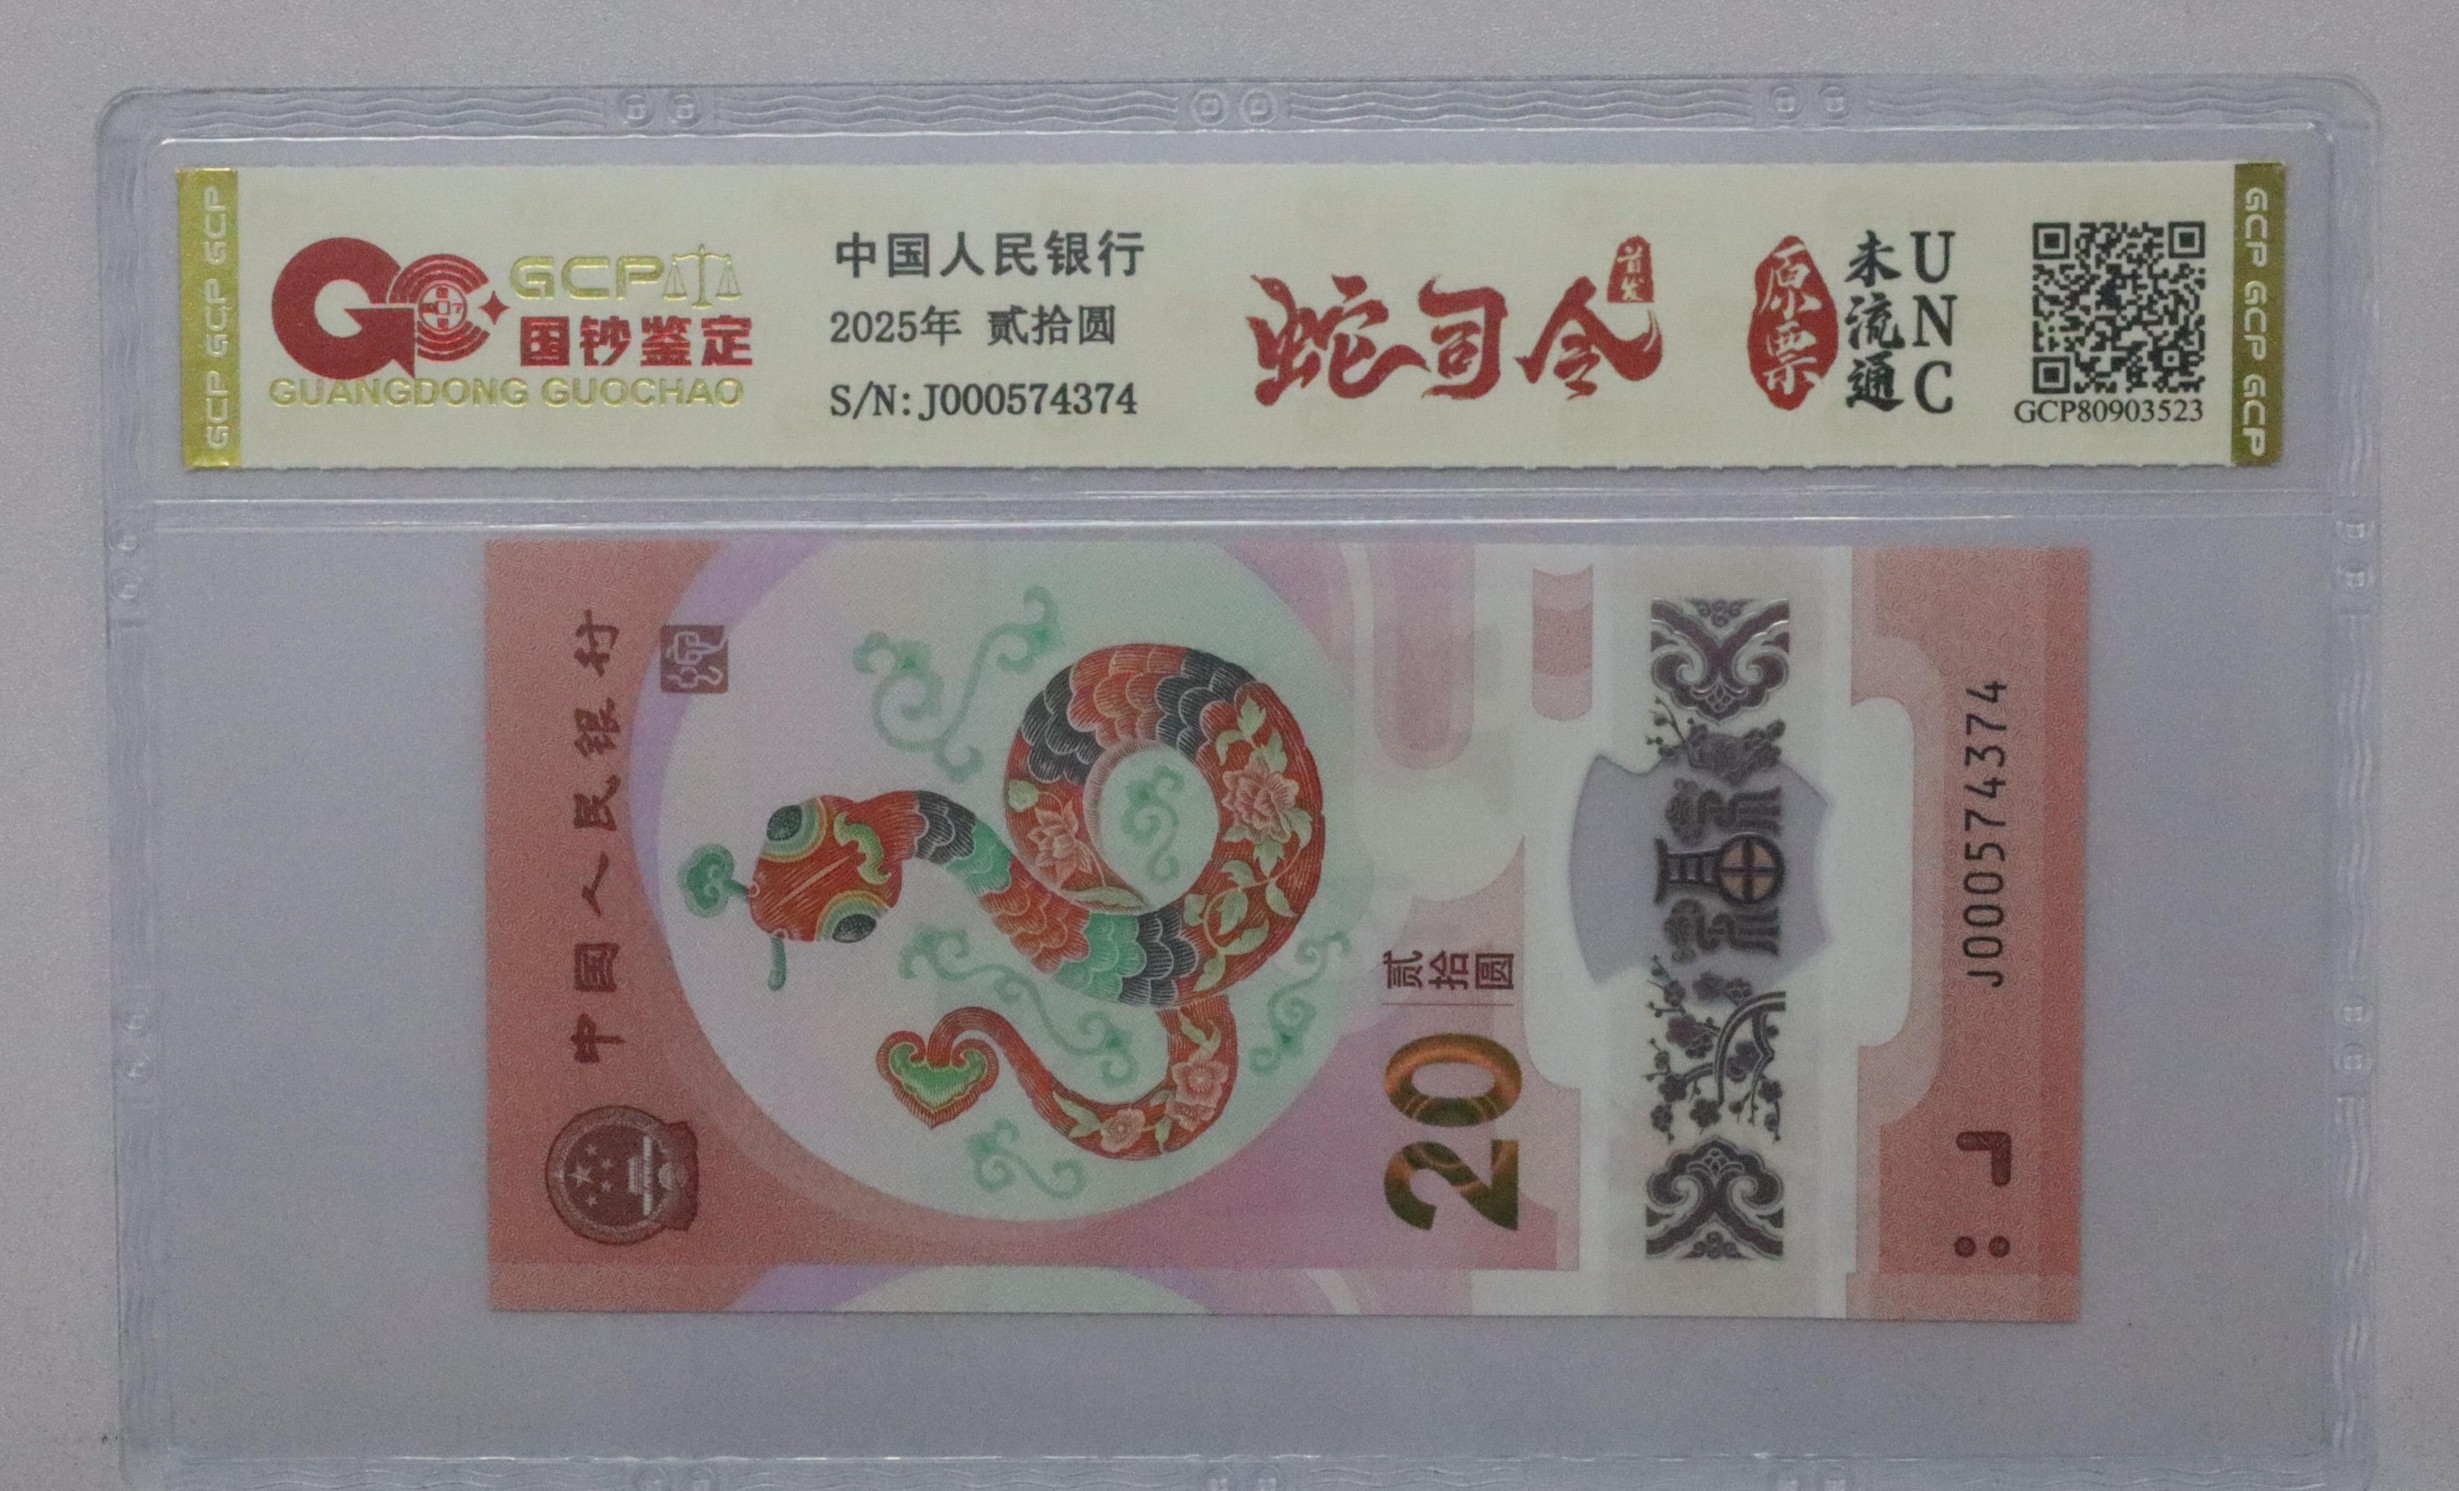 GCP GCP GCP
GCP
国钞鉴定
GUANGDONG GUOCHAO
中国人民银行
2025年 贰拾圆
S/N:J000574374
蛇司令
首发
原票
未流通
UNC
GCP80903523
GCP GCP GCP
中国人民银行
贰拾圆
20
福
J000574374